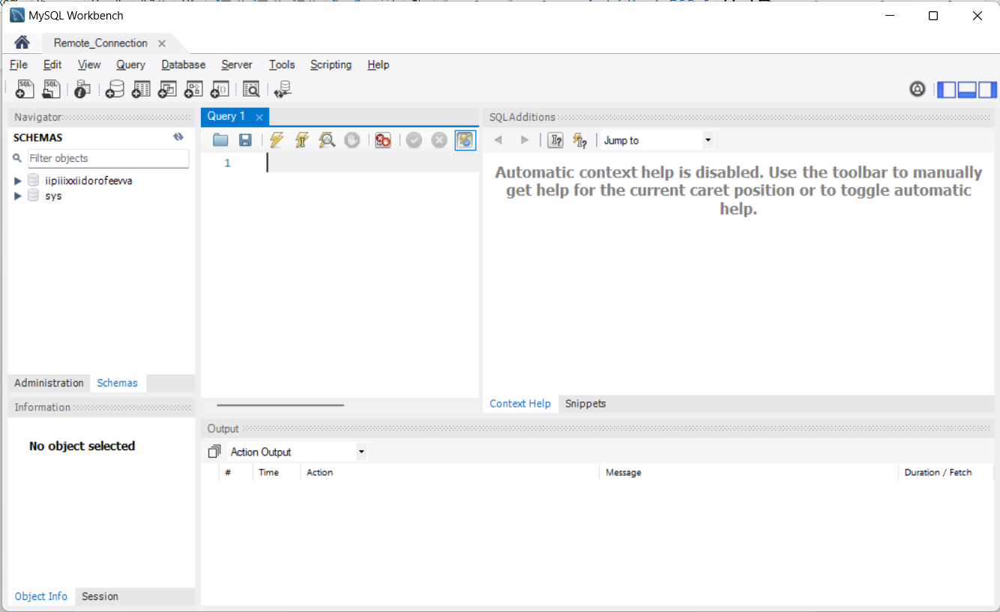 MySQL Workbench
Remote_Connection
File Edit View Query Database Server Tools Scripting Help
Navigator
SCHEMAS
Filter objects
iipiiixxiidorofeevva
sys
Administration Schemas
Information
No object selected
Object Info Session
Query 1
1
SQLAdditions
Jump to
Automatic context help is disabled. Use the toolbar to manually
get help for the current caret position or to toggle automatic
help.
Context Help Snippets
Output
Action Output
# Time Action Message Duration / Fetch